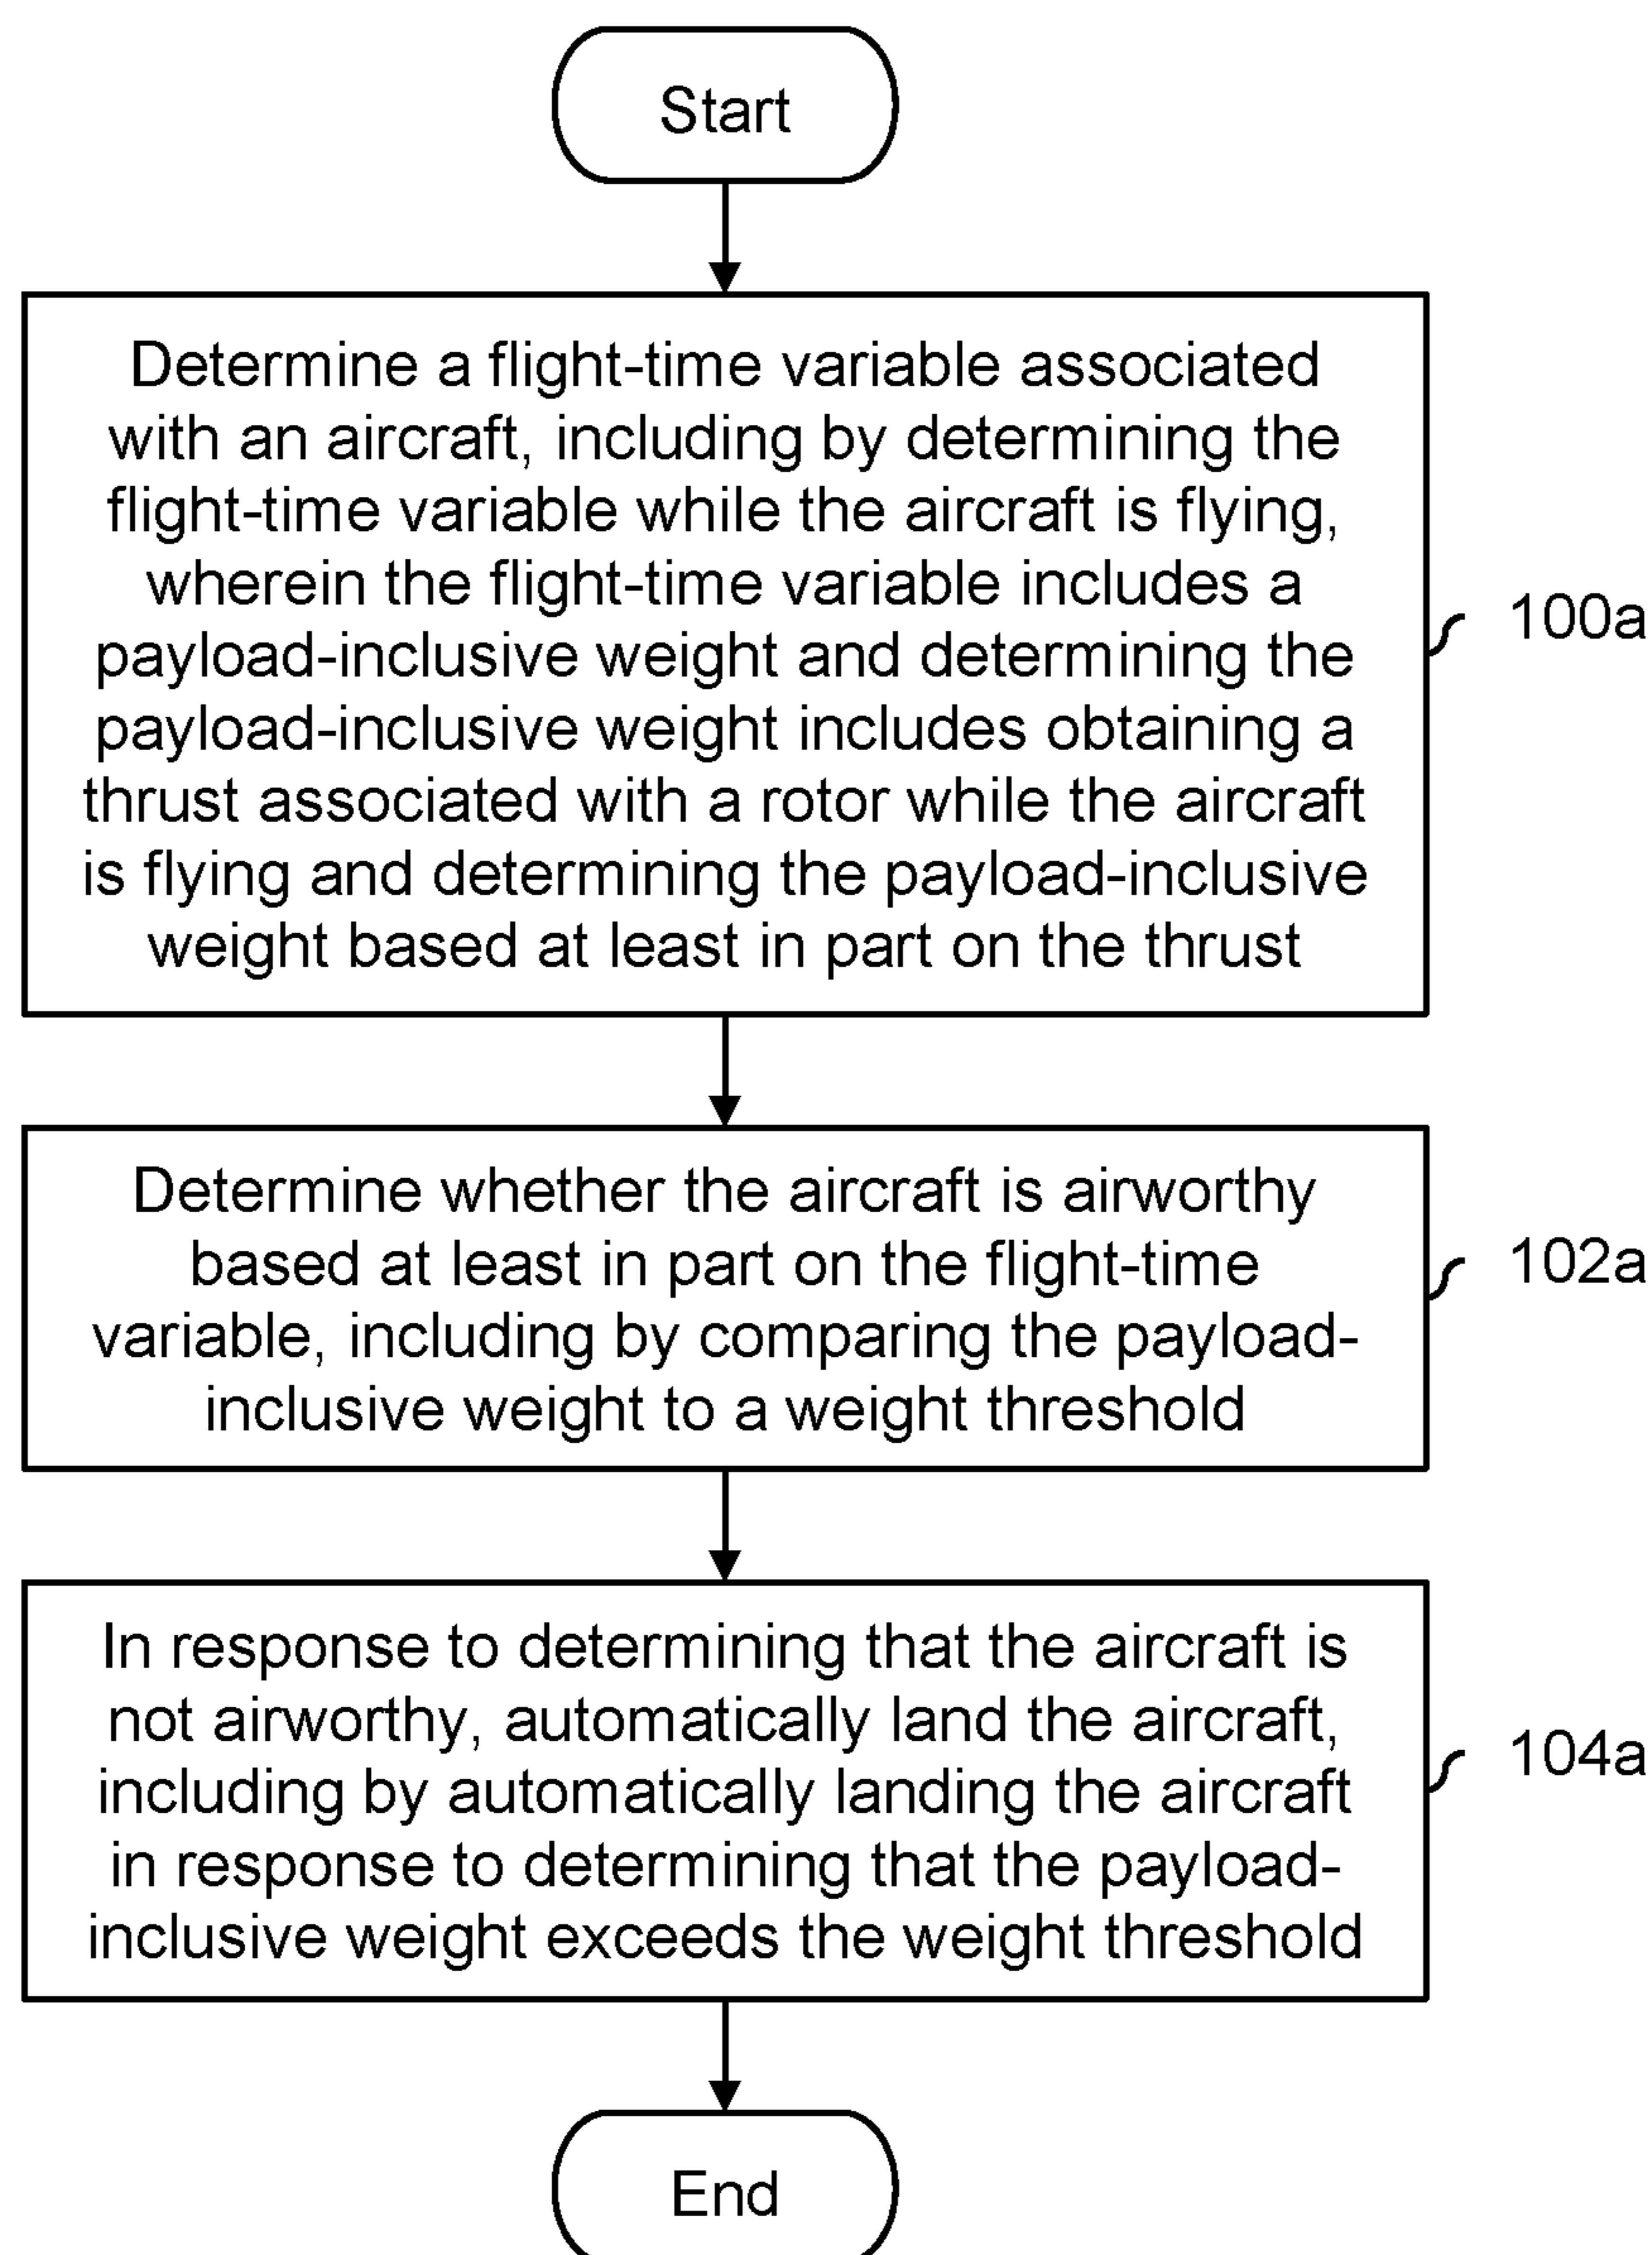 Start
Determine a flight-time variable associated
with an aircraft, including by determining the
flight-time variable while the aircraft is flying,
wherein the flight-time variable includes a
payload-inclusive weight and determining the
payload-inclusive weight includes obtaining a
thrust associated with a rotor while the aircraft
is flying and determining the payload-inclusive
weight based at least in part on the thrust
100a
Determine whether the aircraft is airworthy
based at least in part on the flight-time
variable, including by comparing the payload-
inclusive weight to a weight threshold
102a
In response to determining that the aircraft is
not airworthy, automatically land the aircraft,
including by automatically landing the aircraft
in response to determining that the payload-
inclusive weight exceeds the weight threshold
104a
End